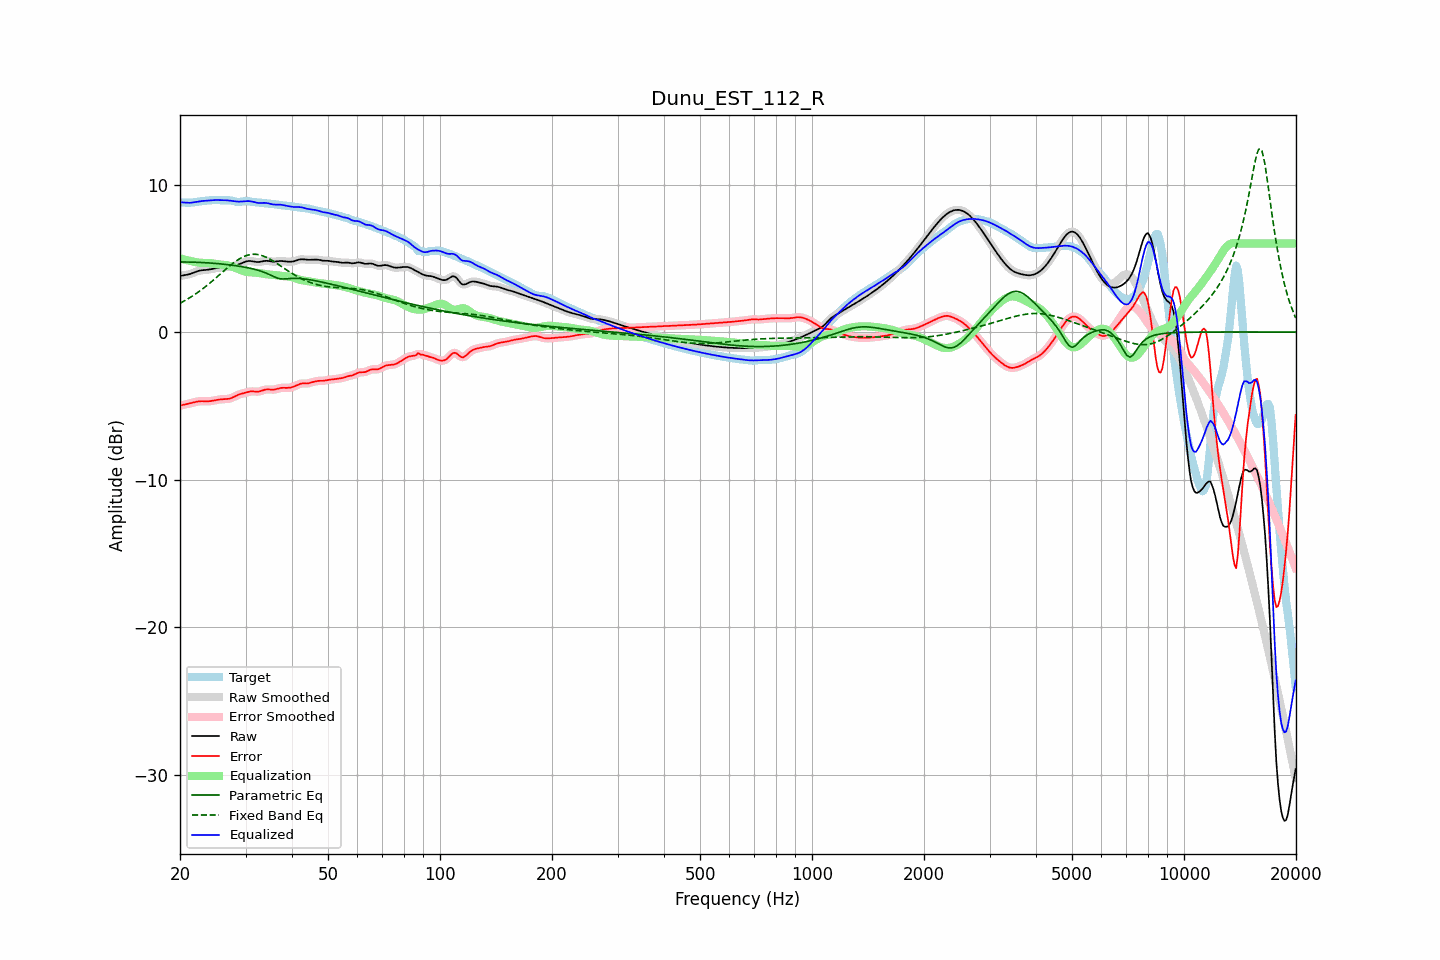 Dunu_EST_112_R
Amplitude (dBr)
10
0
−10
−20
−30
Target
Raw Smoothed
Error Smoothed
Raw
Error
Equalization
Parametric Eq
Fixed Band Eq
Equalized
20 50 100 200 500 1000 2000 5000 10000 20000
Frequency (Hz)